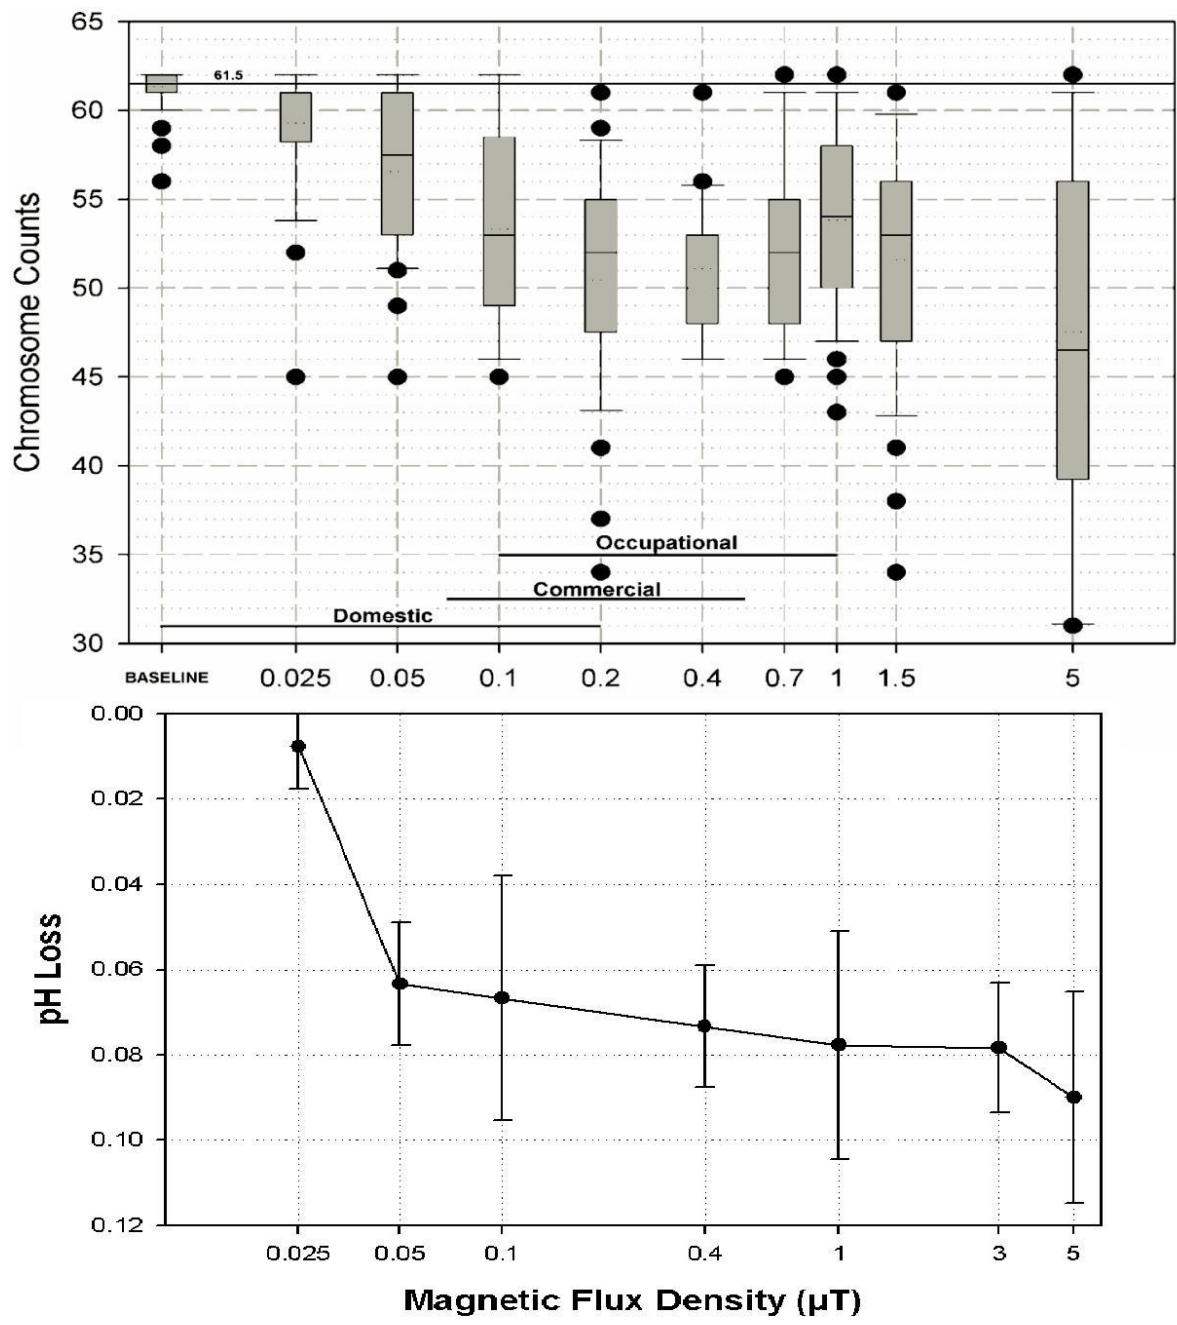 65
61.5
60
55
50
45
40
35
30
Chromosome Counts
Occupational
Commercial
Domestic
BASELINE 0.025 0.05 0.1 0.2 0.4 0.7 1 1.5 5
0.00
0.02
0.04
0.06
0.08
0.10
0.12
pH Loss
0.025 0.05 0.1 0.4 1 3 5
Magnetic Flux Density (µT)